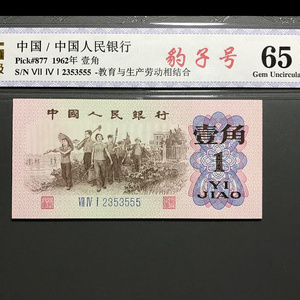 中国/中国人民银行
豹子号
65
Pick#877 1962年 壹角
S/N VII IV I 2353555 -教育与生产劳动相结合
Gem Uncircula
级
中国人民银行
壹角
1
YI
JIAO
VII IV I 2353555